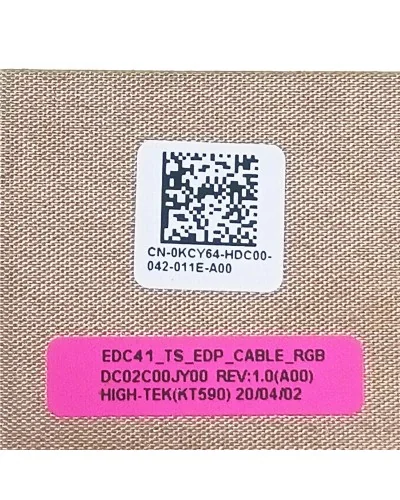 CN-0KCY64-HDC00-
042-011E-A00
EDC41_TS_EDP_CABLE_RGB
DC02C00JY00 REV:1.0(A00)
HIGH-TEK(KT590) 20/04/02